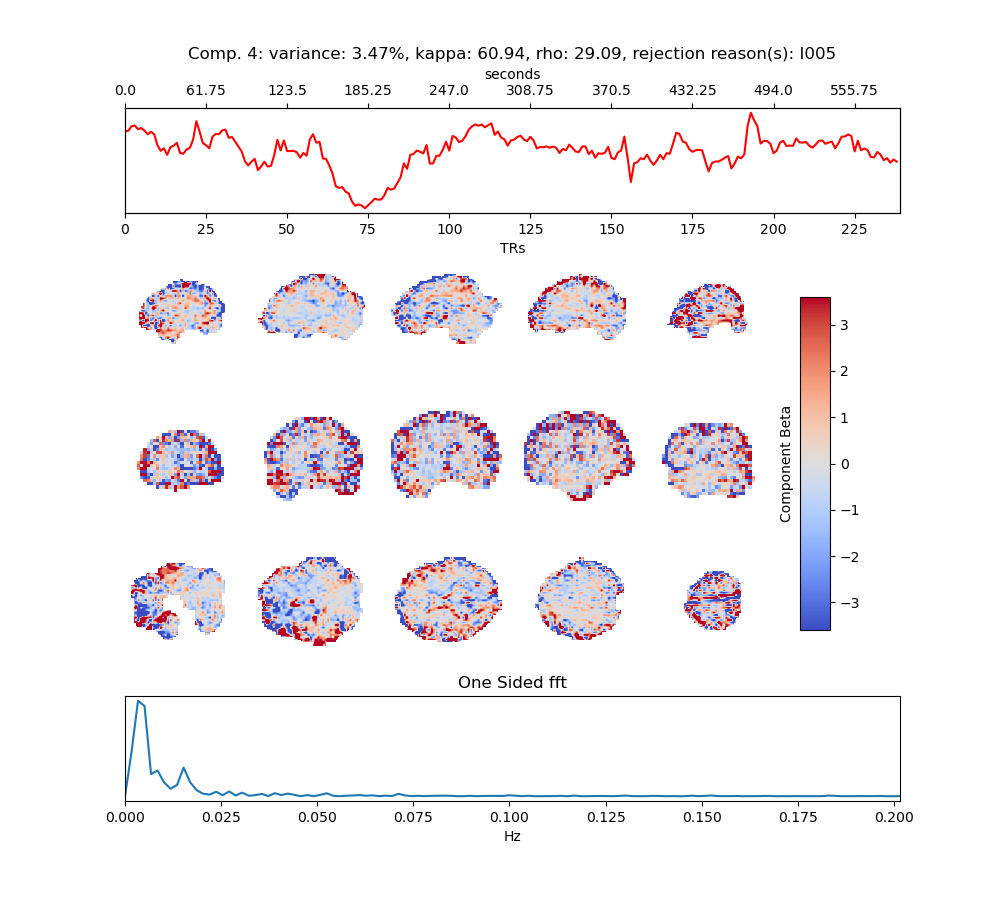 Comp. 4: variance: 3.47%, kappa: 60.94, rho: 29.09, rejection reason(s): I005
seconds
0.0 61.75 123.5 185.25 247.0 308.75 370.5 432.25 494.0 555.75
0 25 50 75 100 125 150 175 200 225
TRs
3
2
1
0
−1
−2
−3
Component Beta
One Sided fft
0.000 0.025 0.050 0.075 0.100 0.125 0.150 0.175 0.200
Hz